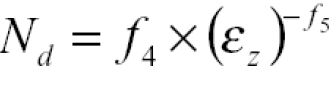 N_d = f_4 × (ε_z)^{-f_5}